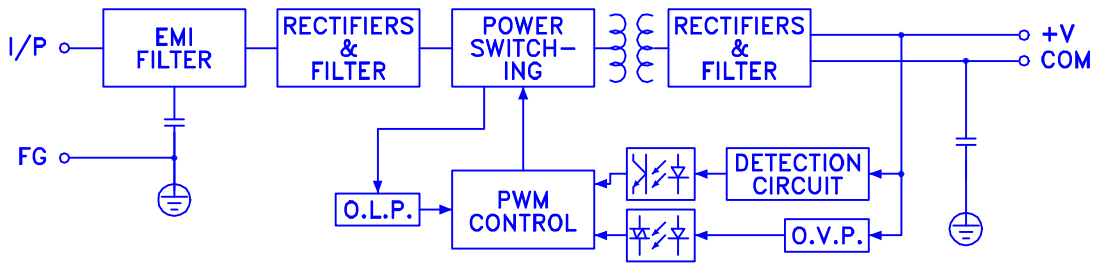 I/P
EMI
FILTER
RECTIFIERS
&
FILTER
POWER
SWITCH-
ING
RECTIFIERS
&
FILTER
+V
COM
FG
O.L.P.
PWM
CONTROL
DETECTION
CIRCUIT
O.V.P.